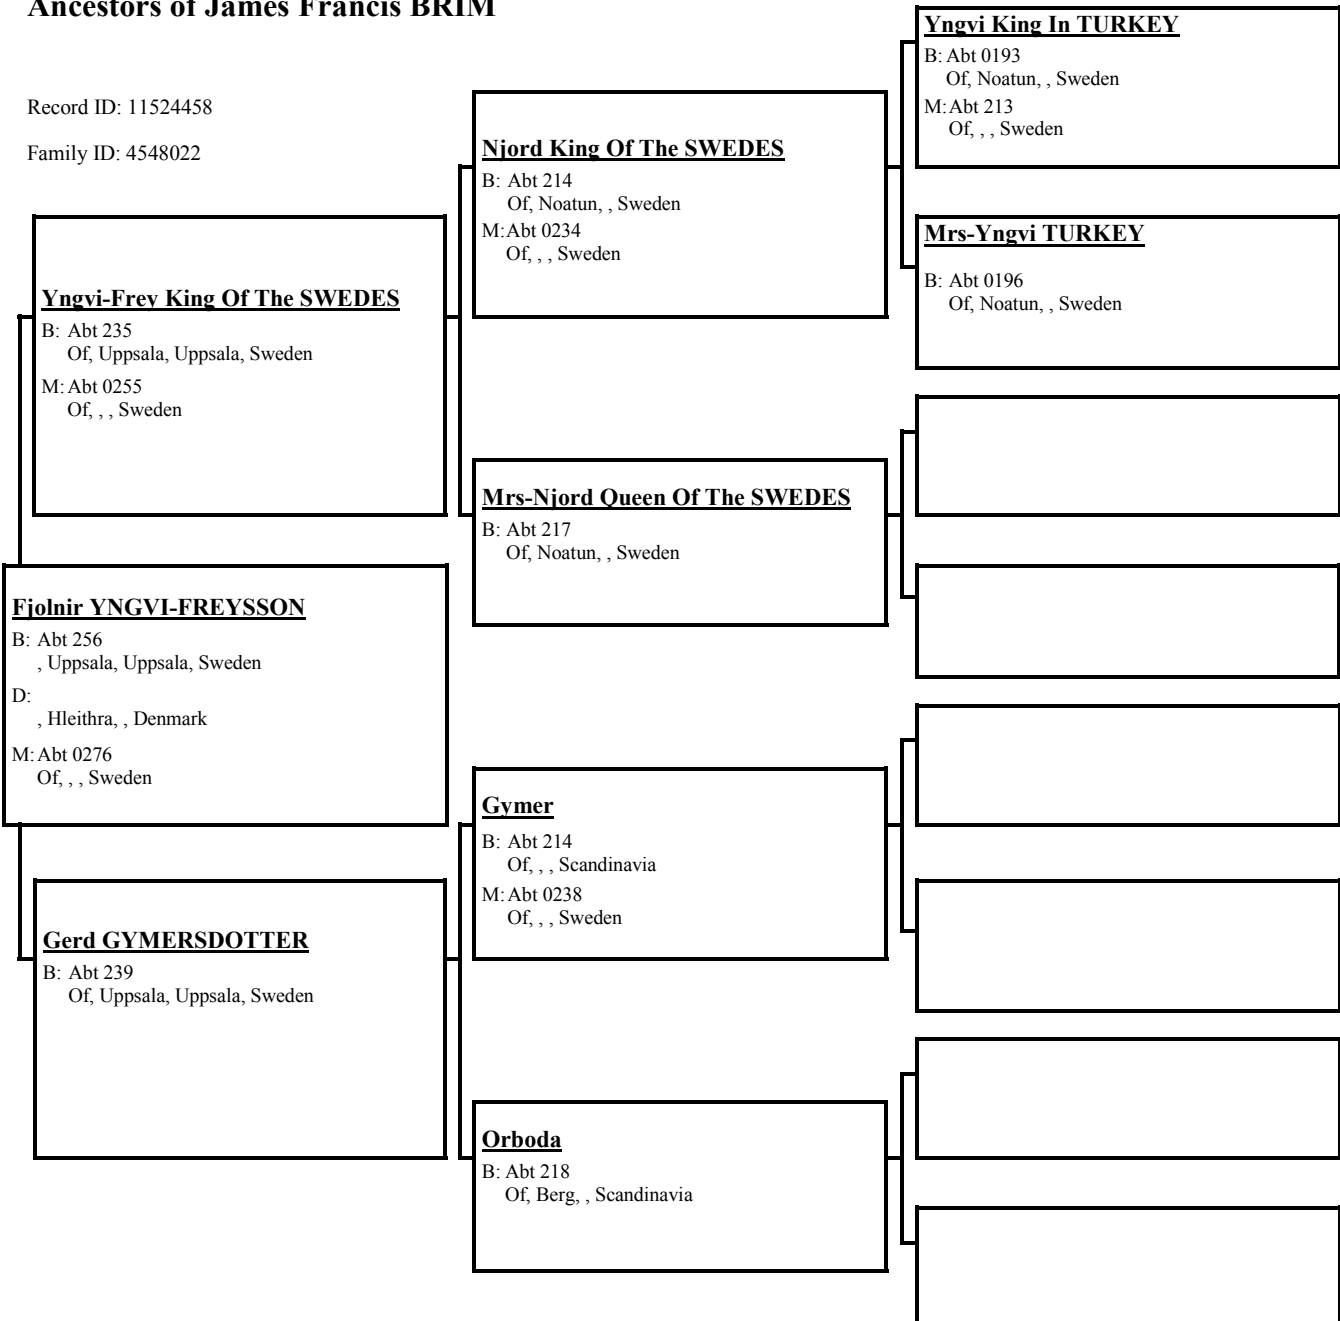 Ancestors of James Francis BRIM
Record ID: 11524458
Family ID: 4548022
Yngvi-Frey King Of The SWEDES
B: Abt 235
Of, Uppsala, Uppsala, Sweden
M: Abt 0255
Of, , , Sweden
Fjolnir YNGVI-FREYSSON
B: Abt 256
, Uppsala, Uppsala, Sweden
D:
, Hleithra, , Denmark
M: Abt 0276
Of, , , Sweden
Gerd GYMERSDOTTER
B: Abt 239
Of, Uppsala, Uppsala, Sweden
Njord King Of The SWEDES
B: Abt 214
Of, Noatun, , Sweden
M: Abt 0234
Of, , , Sweden
Mrs-Njord Queen Of The SWEDES
B: Abt 217
Of, Noatun, , Sweden
Gymer
B: Abt 214
Of, , , Scandinavia
M: Abt 0238
Of, , , Sweden
Orboda
B: Abt 218
Of, Berg, , Scandinavia
Yngvi King In TURKEY
B: Abt 0193
Of, Noatun, , Sweden
M: Abt 213
Of, , , Sweden
Mrs-Yngvi TURKEY
B: Abt 0196
Of, Noatun, , Sweden